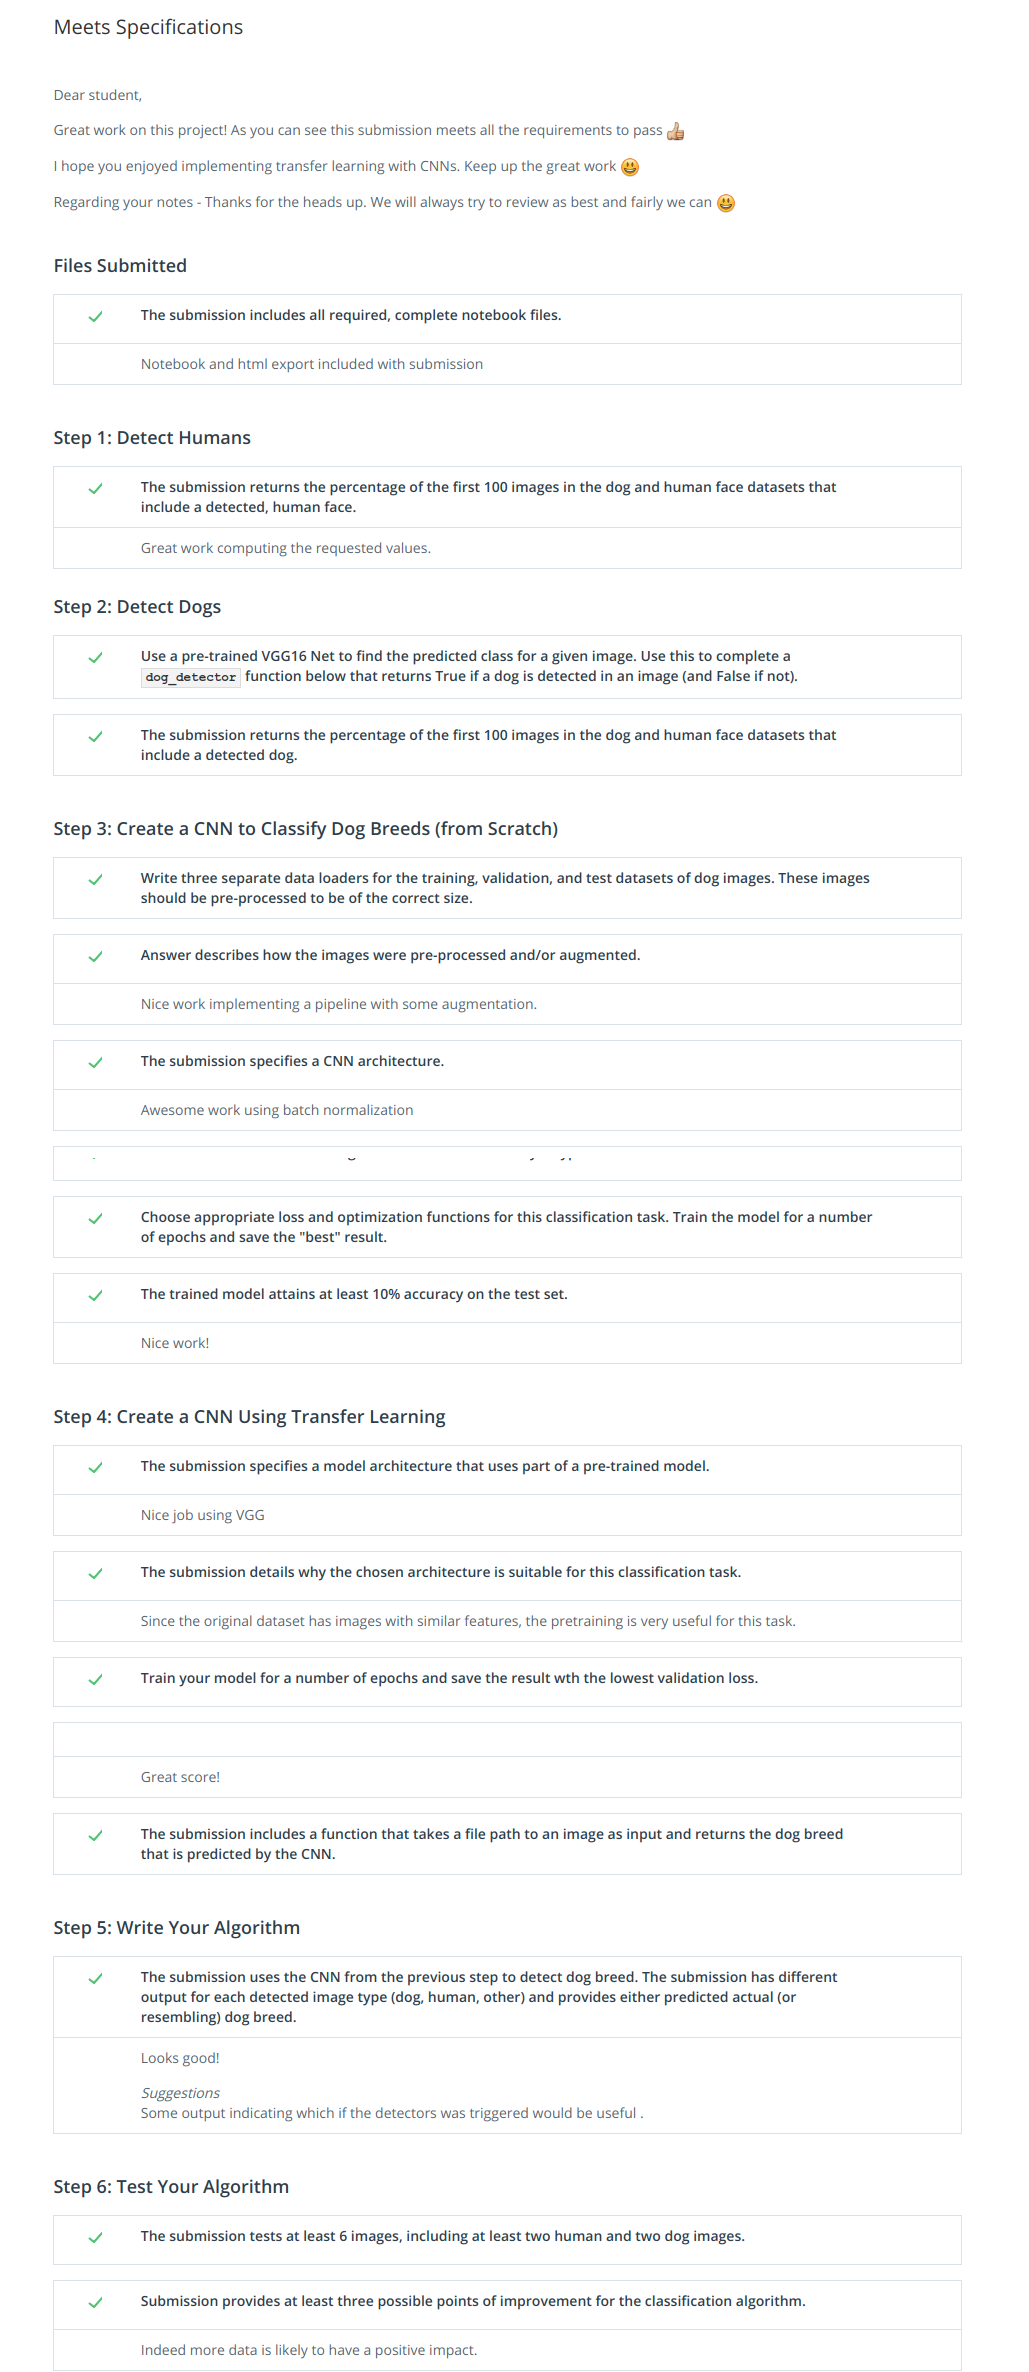 Meets Specifications
Dear student,
Great work on this project! As you can see this submission meets all the requirements to pass 👍
I hope you enjoyed implementing transfer learning with CNNs. Keep up the great work 😃
Regarding your notes - Thanks for the heads up. We will always try to review as best and fairly we can 😃
Files Submitted
The submission includes all required, complete notebook files.
Notebook and html export included with submission
Step 1: Detect Humans
The submission returns the percentage of the first 100 images in the dog and human face datasets that
include a detected, human face.
Great work computing the requested values.
Step 2: Detect Dogs
Use a pre-trained VGG16 Net to find the predicted class for a given image. Use this to complete a
dog_detector function below that returns True if a dog is detected in an image (and False if not).
The submission returns the percentage of the first 100 images in the dog and human face datasets that
include a detected dog.
Step 3: Create a CNN to Classify Dog Breeds (from Scratch)
Write three separate data loaders for the training, validation, and test datasets of dog images. These images
should be pre-processed to be of the correct size.
Answer describes how the images were pre-processed and/or augmented.
Nice work implementing a pipeline with some augmentation.
The submission specifies a CNN architecture.
Awesome work using batch normalization
Choose appropriate loss and optimization functions for this classification task. Train the model for a number
of epochs and save the "best" result.
The trained model attains at least 10% accuracy on the test set.
Nice work!
Step 4: Create a CNN Using Transfer Learning
The submission specifies a model architecture that uses part of a pre-trained model.
Nice job using VGG
The submission details why the chosen architecture is suitable for this classification task.
Since the original dataset has images with similar features, the pretraining is very useful for this task.
Train your model for a number of epochs and save the result wth the lowest validation loss.
Great score!
The submission includes a function that takes a file path to an image as input and returns the dog breed
that is predicted by the CNN.
Step 5: Write Your Algorithm
The submission uses the CNN from the previous step to detect dog breed. The submission has different
output for each detected image type (dog, human, other) and provides either predicted actual (or
resembling) dog breed.
Looks good!
Suggestions
Some output indicating which if the detectors was triggered would be useful .
Step 6: Test Your Algorithm
The submission tests at least 6 images, including at least two human and two dog images.
Submission provides at least three possible points of improvement for the classification algorithm.
Indeed more data is likely to have a positive impact.